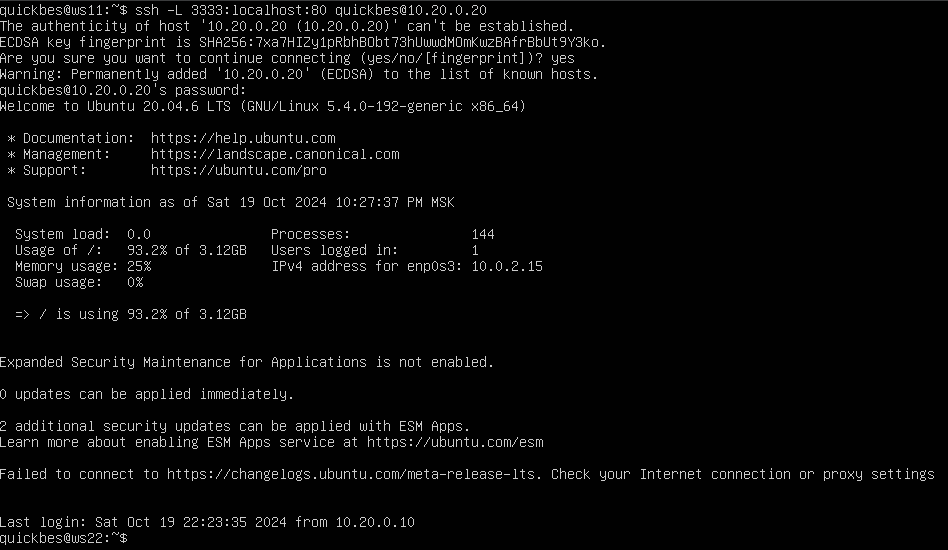 quickbes@ws11:~$ ssh -L 3333:localhost:80 quickbes@10.20.0.20
The authenticity of host '10.20.0.20 (10.20.0.20)' can't be established.
ECDSA key fingerprint is SHA256:7xa7HIZy1pRbhBObt73hUwwdMOmKwzBAfrBbUt9Y3ko.
Are you sure you want to continue connecting (yes/no/[fingerprint])? yes
Warning: Permanently added '10.20.0.20' (ECDSA) to the list of known hosts.
quickbes@10.20.0.20's password:
Welcome to Ubuntu 20.04.6 LTS (GNU/Linux 5.4.0-192-generic x86_64)
* Documentation: https://help.ubuntu.com
* Management: https://landscape.canonical.com
* Support: https://ubuntu.com/pro
System information as of Sat 19 Oct 2024 10:27:37 PM MSK
System load: 0.0 Processes: 144
Usage of /: 93.2% of 3.12GB Users logged in: 1
Memory usage: 25% IPv4 address for enp0s3: 10.0.2.15
Swap usage: 0%
=> / is using 93.2% of 3.12GB
Expanded Security Maintenance for Applications is not enabled.
0 updates can be applied immediately.
2 additional security updates can be applied with ESM Apps.
Learn more about enabling ESM Apps service at https://ubuntu.com/esm
Failed to connect to https://changelogs.ubuntu.com/meta-release-lts. Check your Internet connection or proxy settings
Last login: Sat Oct 19 22:23:35 2024 from 10.20.0.10
quickbes@ws22:~$